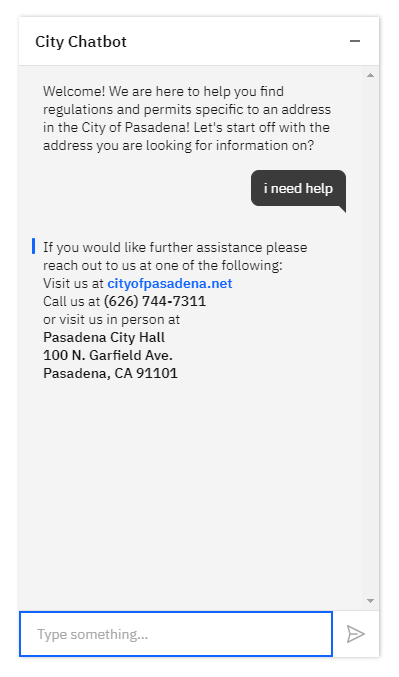 City Chatbot
Welcome! We are here to help you find
regulations and permits specific to an address
in the City of Pasadena! Let's start off with the
address you are looking for information on?
i need help
If you would like further assistance please
reach out to us at one of the following:
Visit us at cityofpasadena.net
Call us at (626) 744-7311
or visit us in person at
Pasadena City Hall
100 N. Garfield Ave.
Pasadena, CA 91101
Type something...